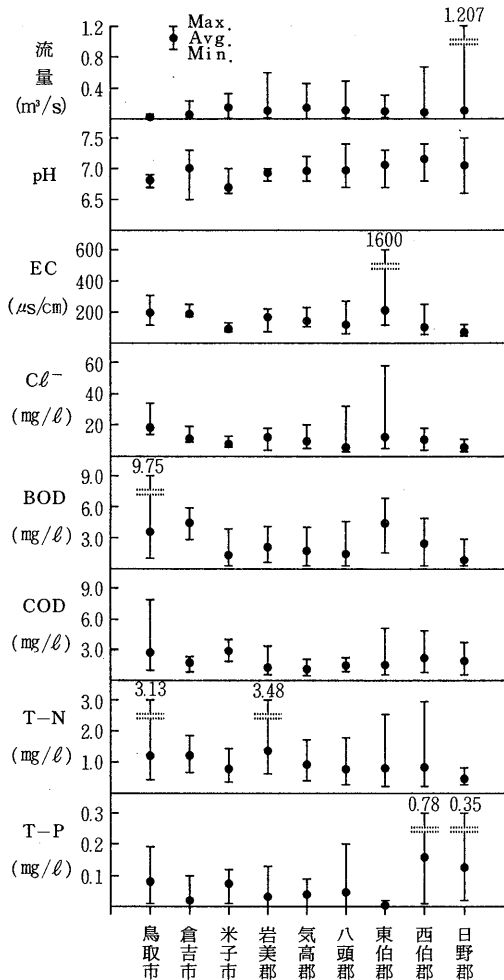 Max.
Avg.
Min.
1.207
流量
(m³/s)
1.2
0.8
0.4
pH
7.5
7.0
6.5
1600
EC
(μs/cm)
600
400
200
Cℓ⁻
(mg/ℓ)
60
40
20
9.75
BOD
(mg/ℓ)
9.0
6.0
3.0
COD
(mg/ℓ)
9.0
6.0
3.0
3.13
3.48
T-N
(mg/ℓ)
3.0
2.0
1.0
0.78
0.35
T-P
(mg/ℓ)
0.3
0.2
0.1
鳥取市
倉吉市
米子市
岩美郡
気高郡
八頭郡
東伯郡
西伯郡
日野郡